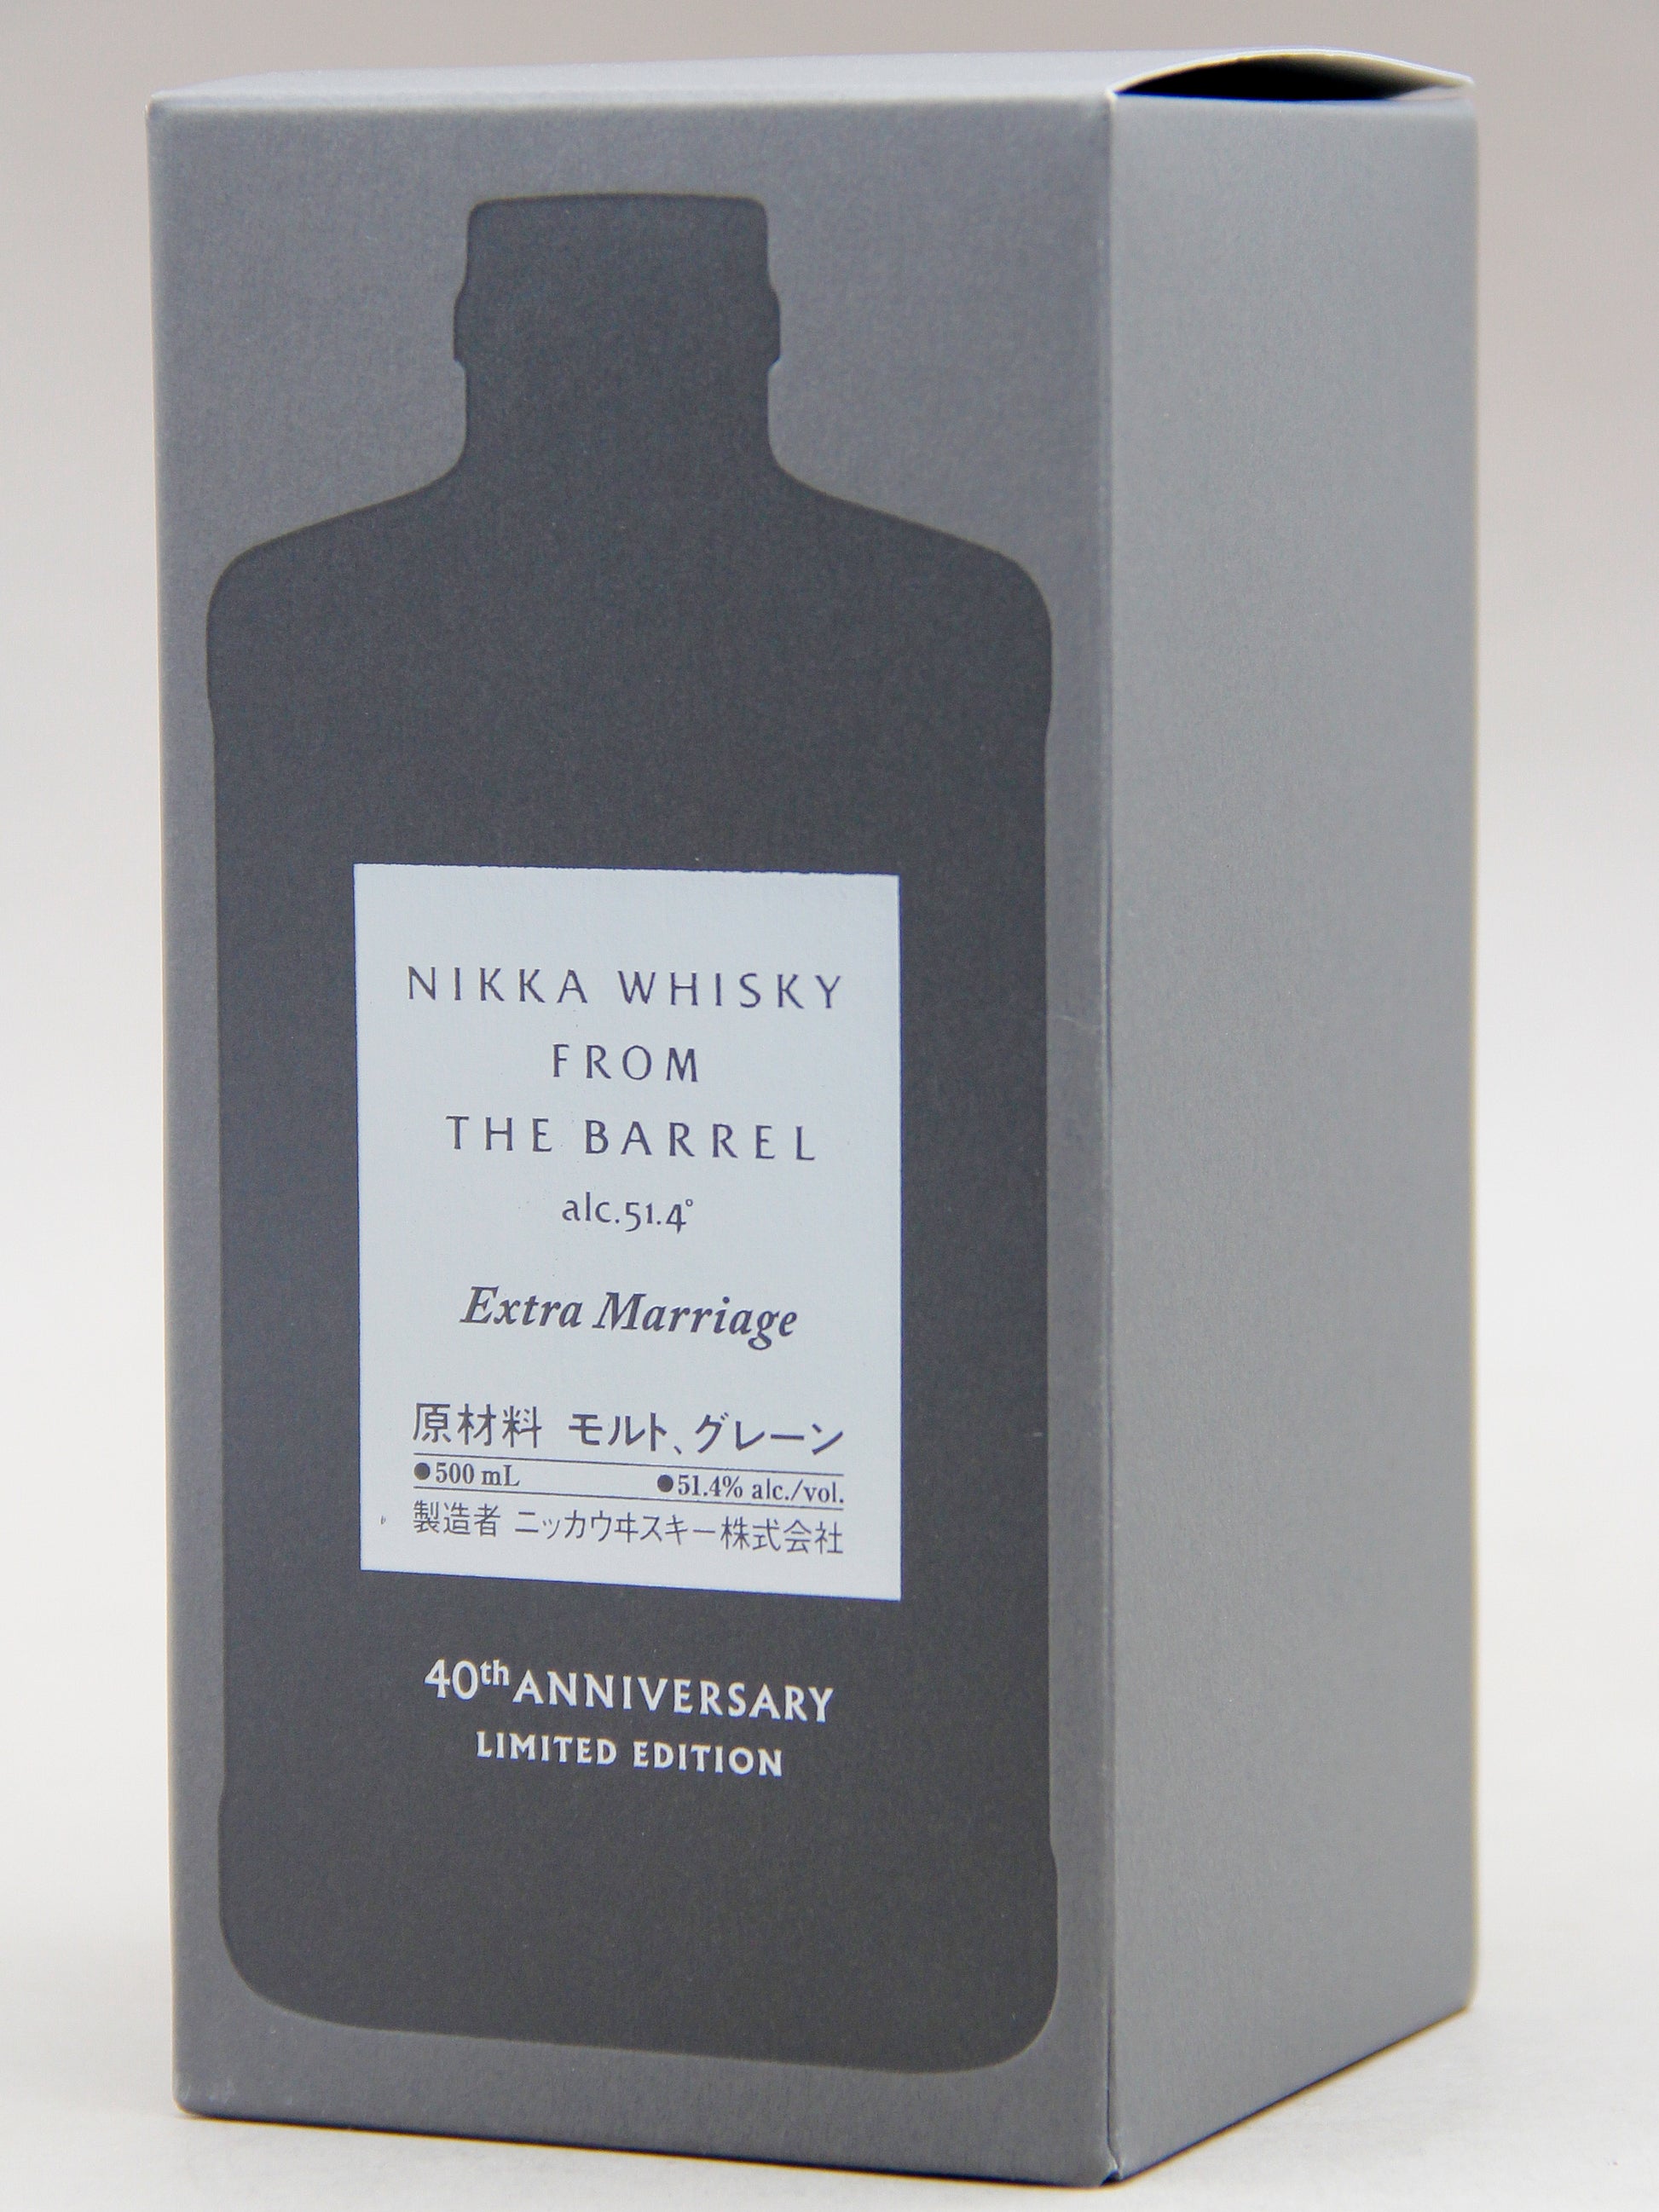 NIKKA WHISKY
FROM
THE BARREL
alc.51.4°
Extra Marriage
原材料 モルト、グレーン
●500 mL ●51.4% alc./vol.
製造者 ニッカウヰスキー株式会社
40th ANNIVERSARY
LIMITED EDITION